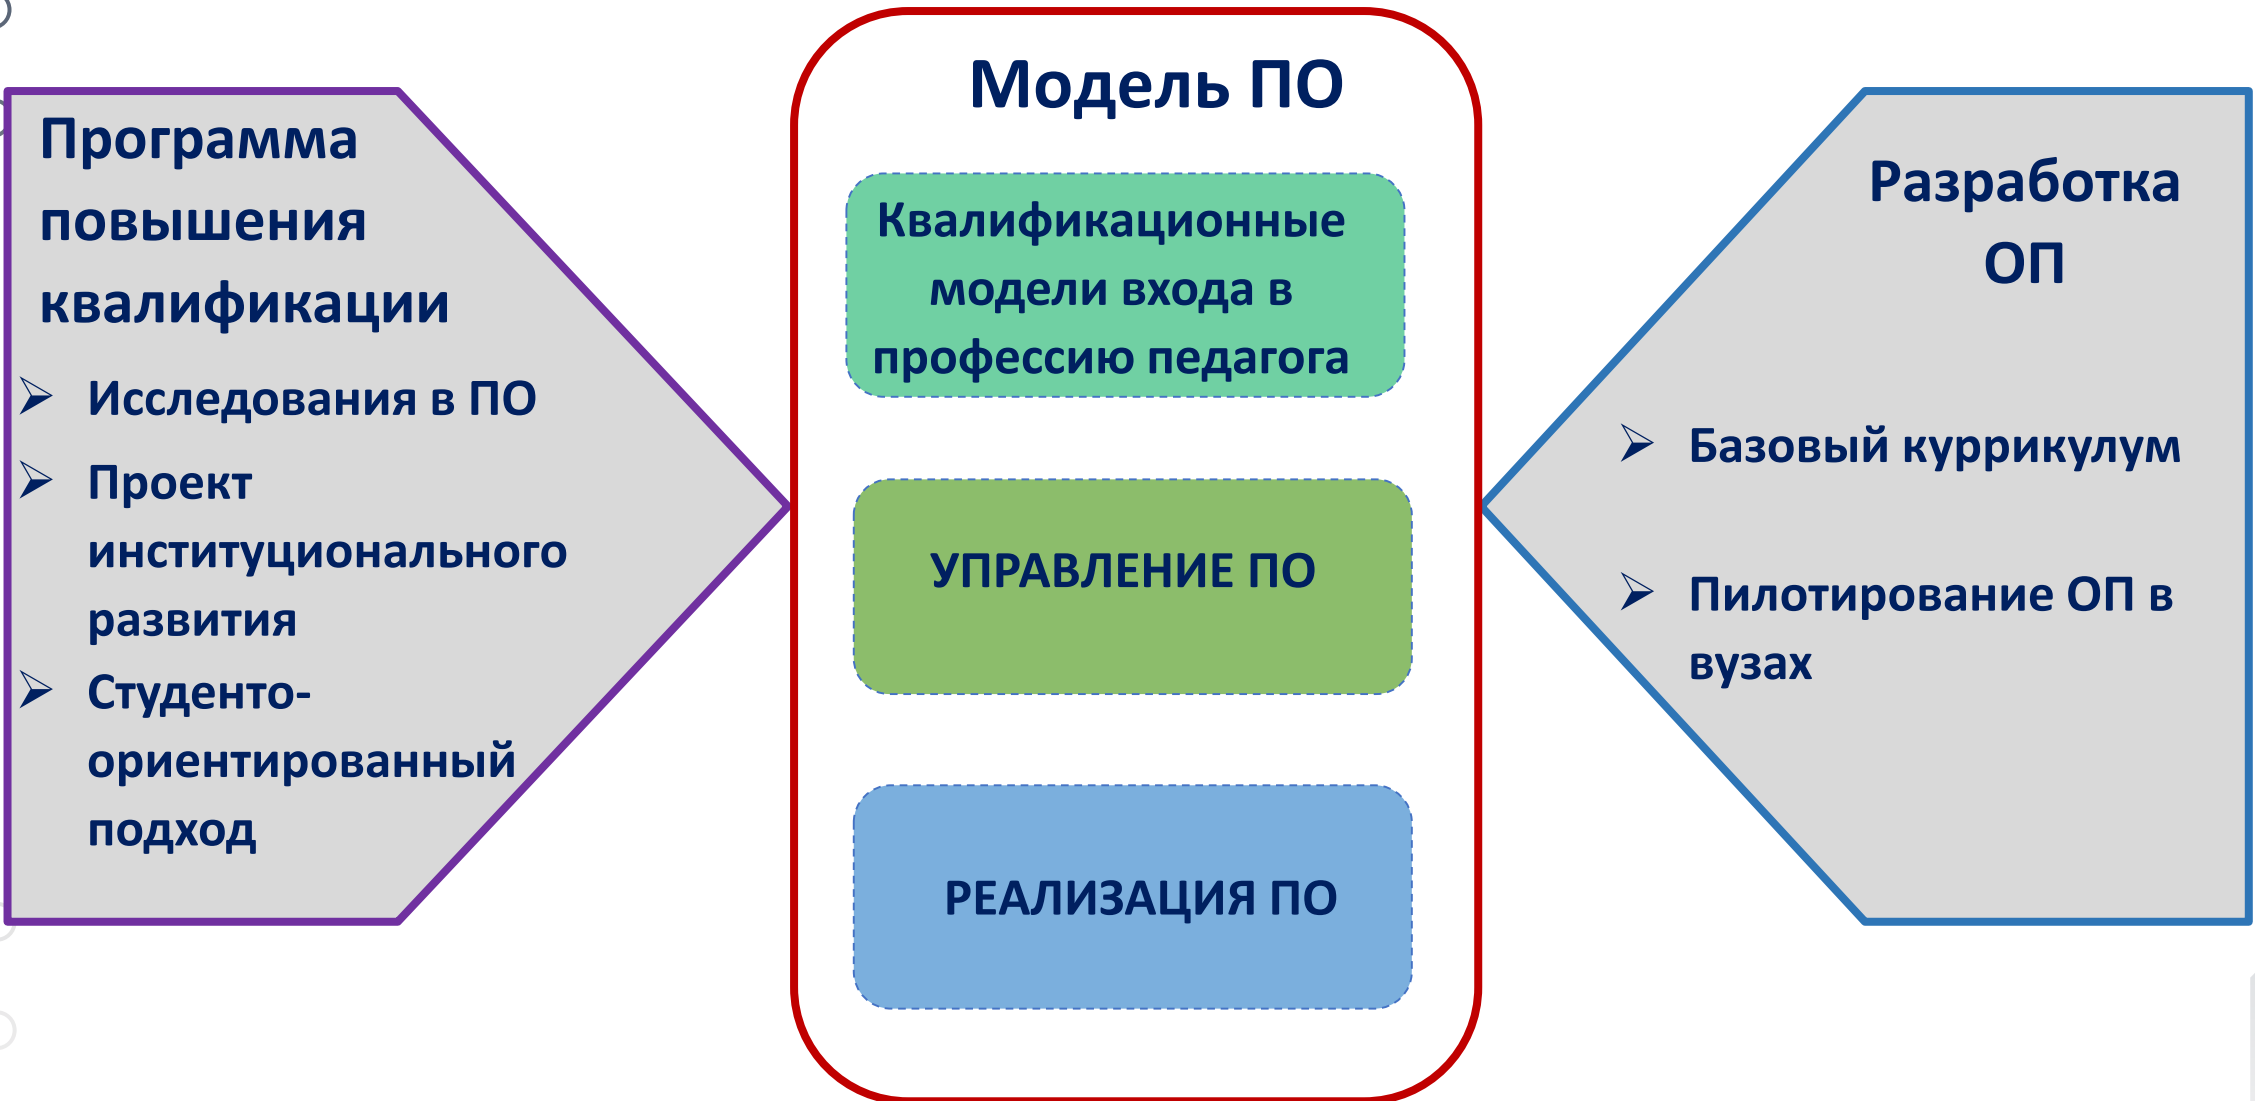 Программа
повышения
квалификации
Исследования в ПО
Проект
институционального
развития
Студенто-
ориентированный
подход
Модель ПО
Квалификационные
модели входа в
профессию педагога
УПРАВЛЕНИЕ ПО
РЕАЛИЗАЦИЯ ПО
Разработка
ОП
Базовый куррикулум
Пилотирование ОП в
вузах